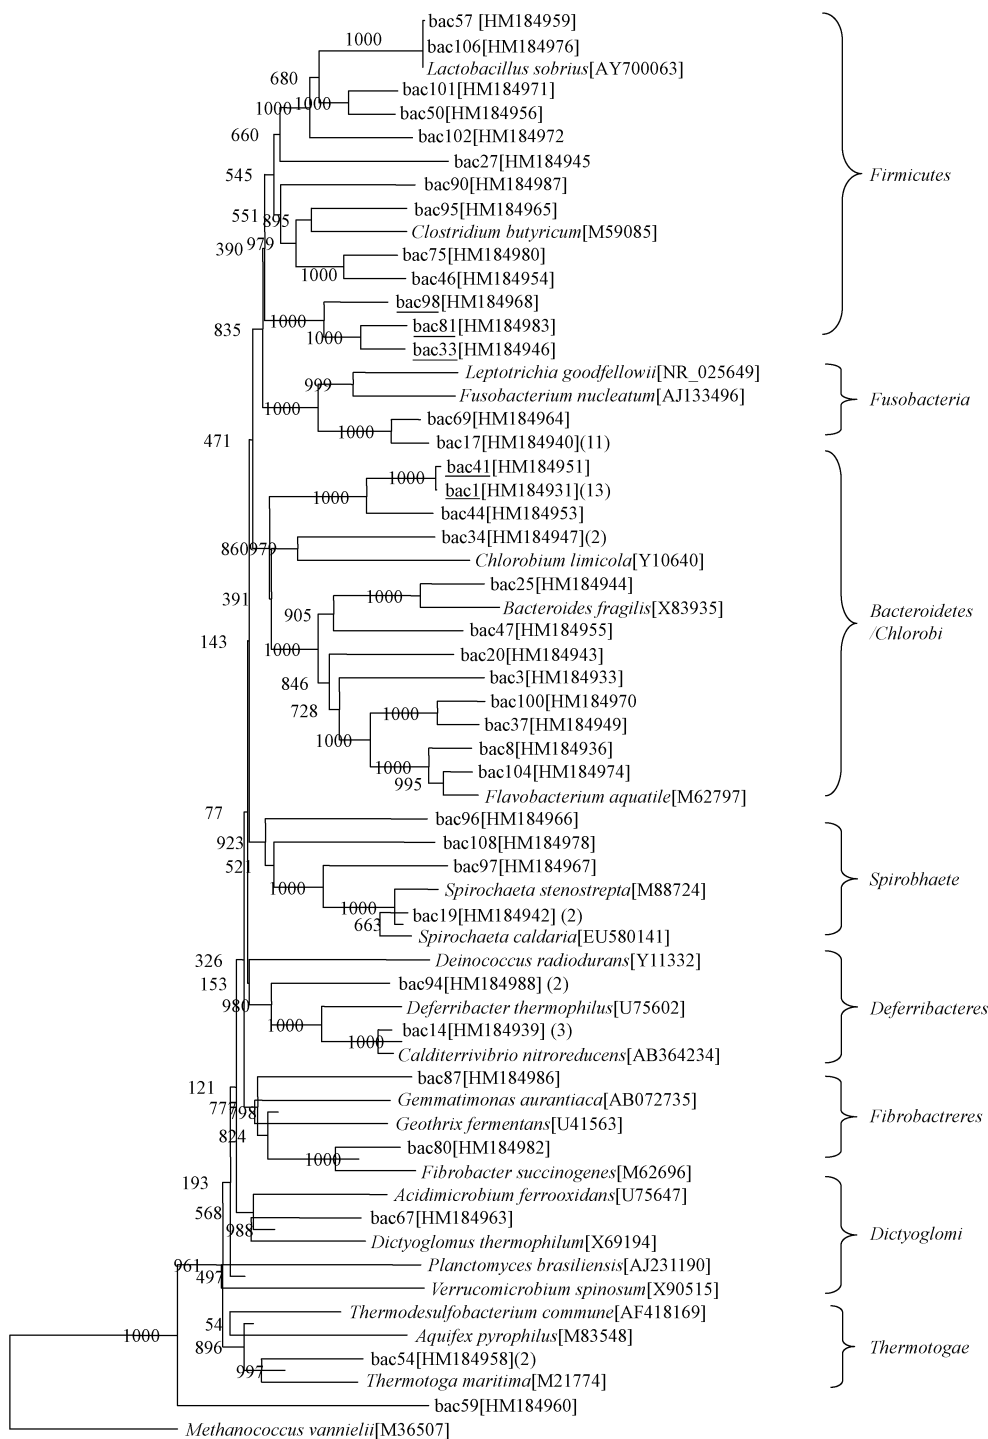 bac57 [HM184959]
1000
bac106[HM184976]
Lactobacillus sobrius[AY700063]
680
bac101[HM184971]
1000
1000
bac50[HM184956]
660
bac102[HM184972
bac27[HM184945
545
Firmicutes
bac90[HM184987]
551
895
bac95[HM184965]
Clostridium butyricum[M59085]
390
979
bac75[HM184980]
1000
bac46[HM184954]
bac98[HM184968]
1000
835
bac81[HM184983]
1000
bac33[HM184946]
Leptotrichia goodfellowii[NR_025649]
999
Fusobacterium nucleatum[AJ133496]
Fusobacteria
1000
bac69[HM184964]
1000
471
bac17[HM184940](11)
bac41[HM184951]
1000
bac1[HM184931](13)
1000
bac44[HM184953]
bac34[HM184947](2)
860
979
Chlorobium limicola[Y10640]
bac25[HM184944]
1000
391
Bacteroides fragilis[X83935]
905
Bacteroidetes
/Chlorobi
bac47[HM184955]
143
1000
bac20[HM184943]
846
bac3[HM184933]
728
bac100[HM184970
1000
bac37[HM184949]
1000
bac8[HM184936]
1000
bac104[HM184974]
995
Flavobacterium aquatile[M62797]
77
bac96[HM184966]
923
bac108[HM184978]
521
bac97[HM184967]
1000
Spirobhaete
Spirochaeta stenostrepta[M88724]
1000
bac19[HM184942] (2)
663
Spirochaeta caldaria[EU580141]
326
Deinococcus radiodurans[Y11332]
153
bac94[HM184988] (2)
980
Deferribacter thermophilus[U75602]
Deferribacteres
1000
bac14[HM184939] (3)
1000
Calditerrivibrio nitroreducens[AB364234]
bac87[HM184986]
121
Gemmatimonas aurantiaca[AB072735]
777
798
Fibrobactreres
Geothrix fermentans[U41563]
824
bac80[HM184982]
1000
Fibrobacter succinogenes[M62696]
193
Acidimicrobium ferrooxidans[U75647]
568
bac67[HM184963]
988
Dictyoglomi
Dictyoglomus thermophilum[X69194]
961
Planctomyces brasiliensis[AJ231190]
497
Verrucomicrobium spinosum[X90515]
Thermodesulfobacterium commune[AF418169]
54
1000
Aquifex pyrophilus[M83548]
896
Thermotogae
bac54[HM184958](2)
997
Thermotoga maritima[M21774]
bac59[HM184960]
Methanococcus vannielii[M36507]